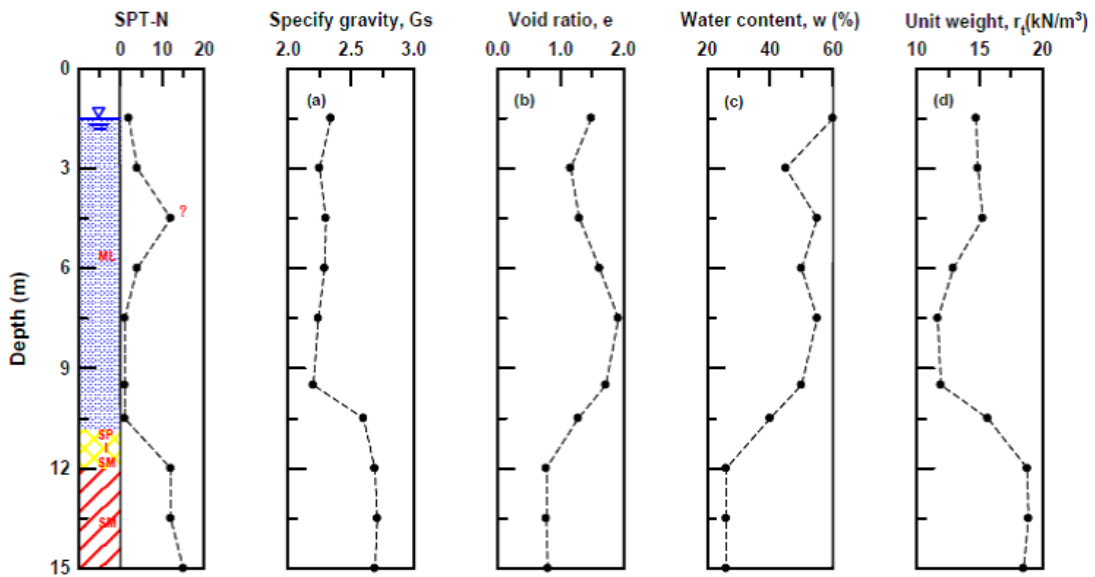 SPT-N Specify gravity, Gs Void ratio, e Water content, w (%) Unit weight, rt(kN/m³)
0 10 20 2.0 2.5 3.0 0.0 1.0 2.0 20 40 60 10 15 20
0
(a) (b) (c) (d)
3
?
ML
6
Depth (m)
9
SP
I
SM
12
SM
15